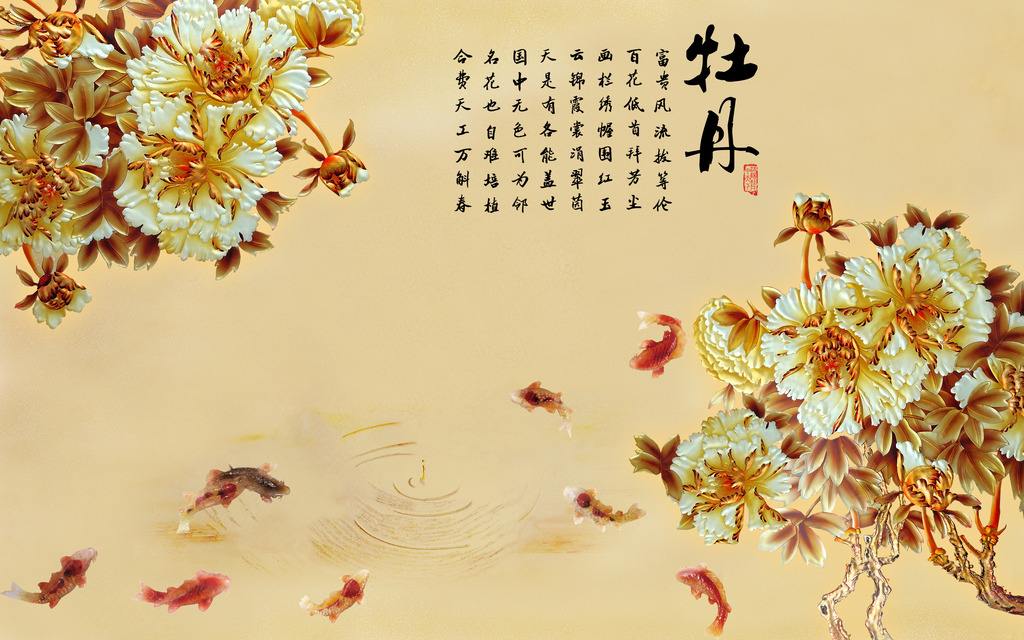 牡丹
富贵风流拔等伦
百花低首拜芳尘
画栏绣幄围红玉
云锦霞裳涓翠茵
天是有各能盖世
国中元色可为邻
名花也自难培植
合费天工万斛春